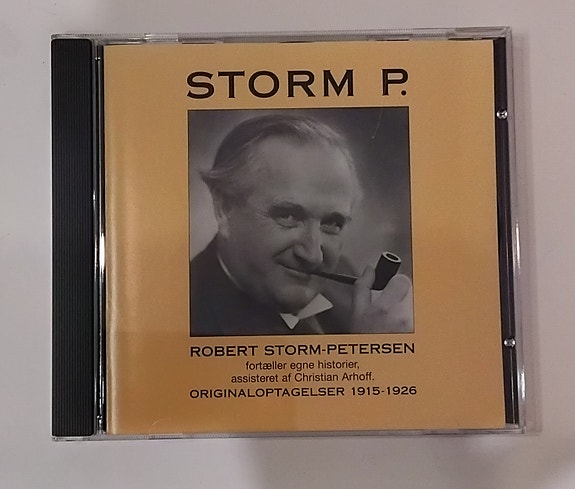 STORM P.
ROBERT STORM-PETERSEN
fortæller egne historier,
assisteret af Christian Arhoff.
ORIGINALOPTAGELSER 1915-1926